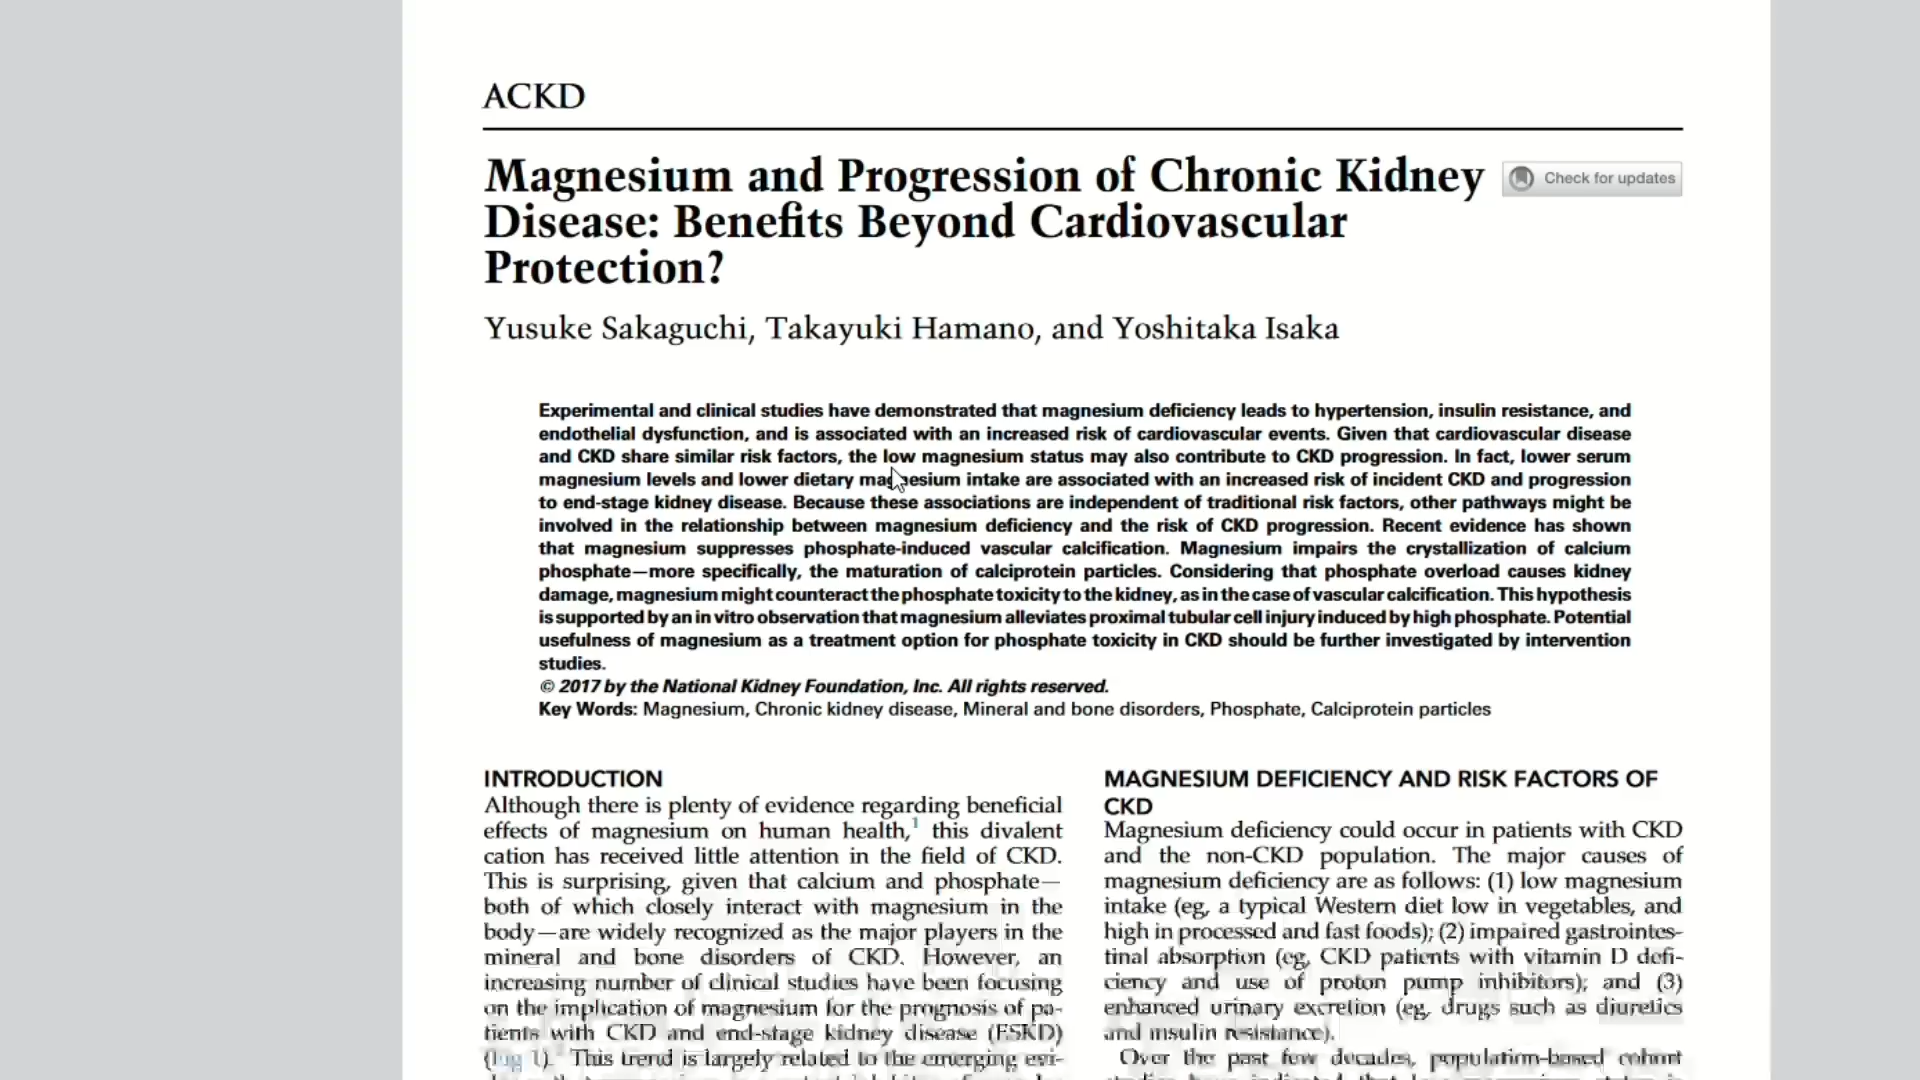 ACKD
Magnesium and Progression of Chronic Kidney
Disease: Benefits Beyond Cardiovascular
Protection?
Check for updates
Yusuke Sakaguchi, Takayuki Hamano, and Yoshitaka Isaka
Experimental and clinical studies have demonstrated that magnesium deficiency leads to hypertension, insulin resistance, and
endothelial dysfunction, and is associated with an increased risk of cardiovascular events. Given that cardiovascular disease
and CKD share similar risk factors, the low magnesium status may also contribute to CKD progression. In fact, lower serum
magnesium levels and lower dietary magnesium intake are associated with an increased risk of incident CKD and progression
to end-stage kidney disease. Because these associations are independent of traditional risk factors, other pathways might be
involved in the relationship between magnesium deficiency and the risk of CKD progression. Recent evidence has shown
that magnesium suppresses phosphate-induced vascular calcification. Magnesium impairs the crystallization of calcium
phosphate—more specifically, the maturation of calciprotein particles. Considering that phosphate overload causes kidney
damage, magnesium might counteract the phosphate toxicity to the kidney, as in the case of vascular calcification. This hypothesis
is supported by an in vitro observation that magnesium alleviates proximal tubular cell injury induced by high phosphate. Potential
usefulness of magnesium as a treatment option for phosphate toxicity in CKD should be further investigated by intervention
studies.
© 2017 by the National Kidney Foundation, Inc. All rights reserved.
Key Words: Magnesium, Chronic kidney disease, Mineral and bone disorders, Phosphate, Calciprotein particles
INTRODUCTION
Although there is plenty of evidence regarding beneficial
effects of magnesium on human health,1 this divalent
cation has received little attention in the field of CKD.
This is surprising, given that calcium and phosphate—
both of which closely interact with magnesium in the
body—are widely recognized as the major players in the
mineral and bone disorders of CKD. However, an
increasing number of clinical studies have been focusing
on the implication of magnesium for the prognosis of pa-
tients with CKD and end-stage kidney disease (ESKD)
(Fig 1). This trend is largely related to the emerging evi-
MAGNESIUM DEFICIENCY AND RISK FACTORS OF
CKD
Magnesium deficiency could occur in patients with CKD
and the non-CKD population. The major causes of
magnesium deficiency are as follows: (1) low magnesium
intake (eg, a typical Western diet low in vegetables, and
high in processed and fast foods); (2) impaired gastrointes-
tinal absorption (eg, CKD patients with vitamin D defi-
ciency and use of proton pump inhibitors); and (3)
enhanced urinary excretion (eg, drugs such as diuretics
and insulin resistance).
Over the past few decades, population-based cohort